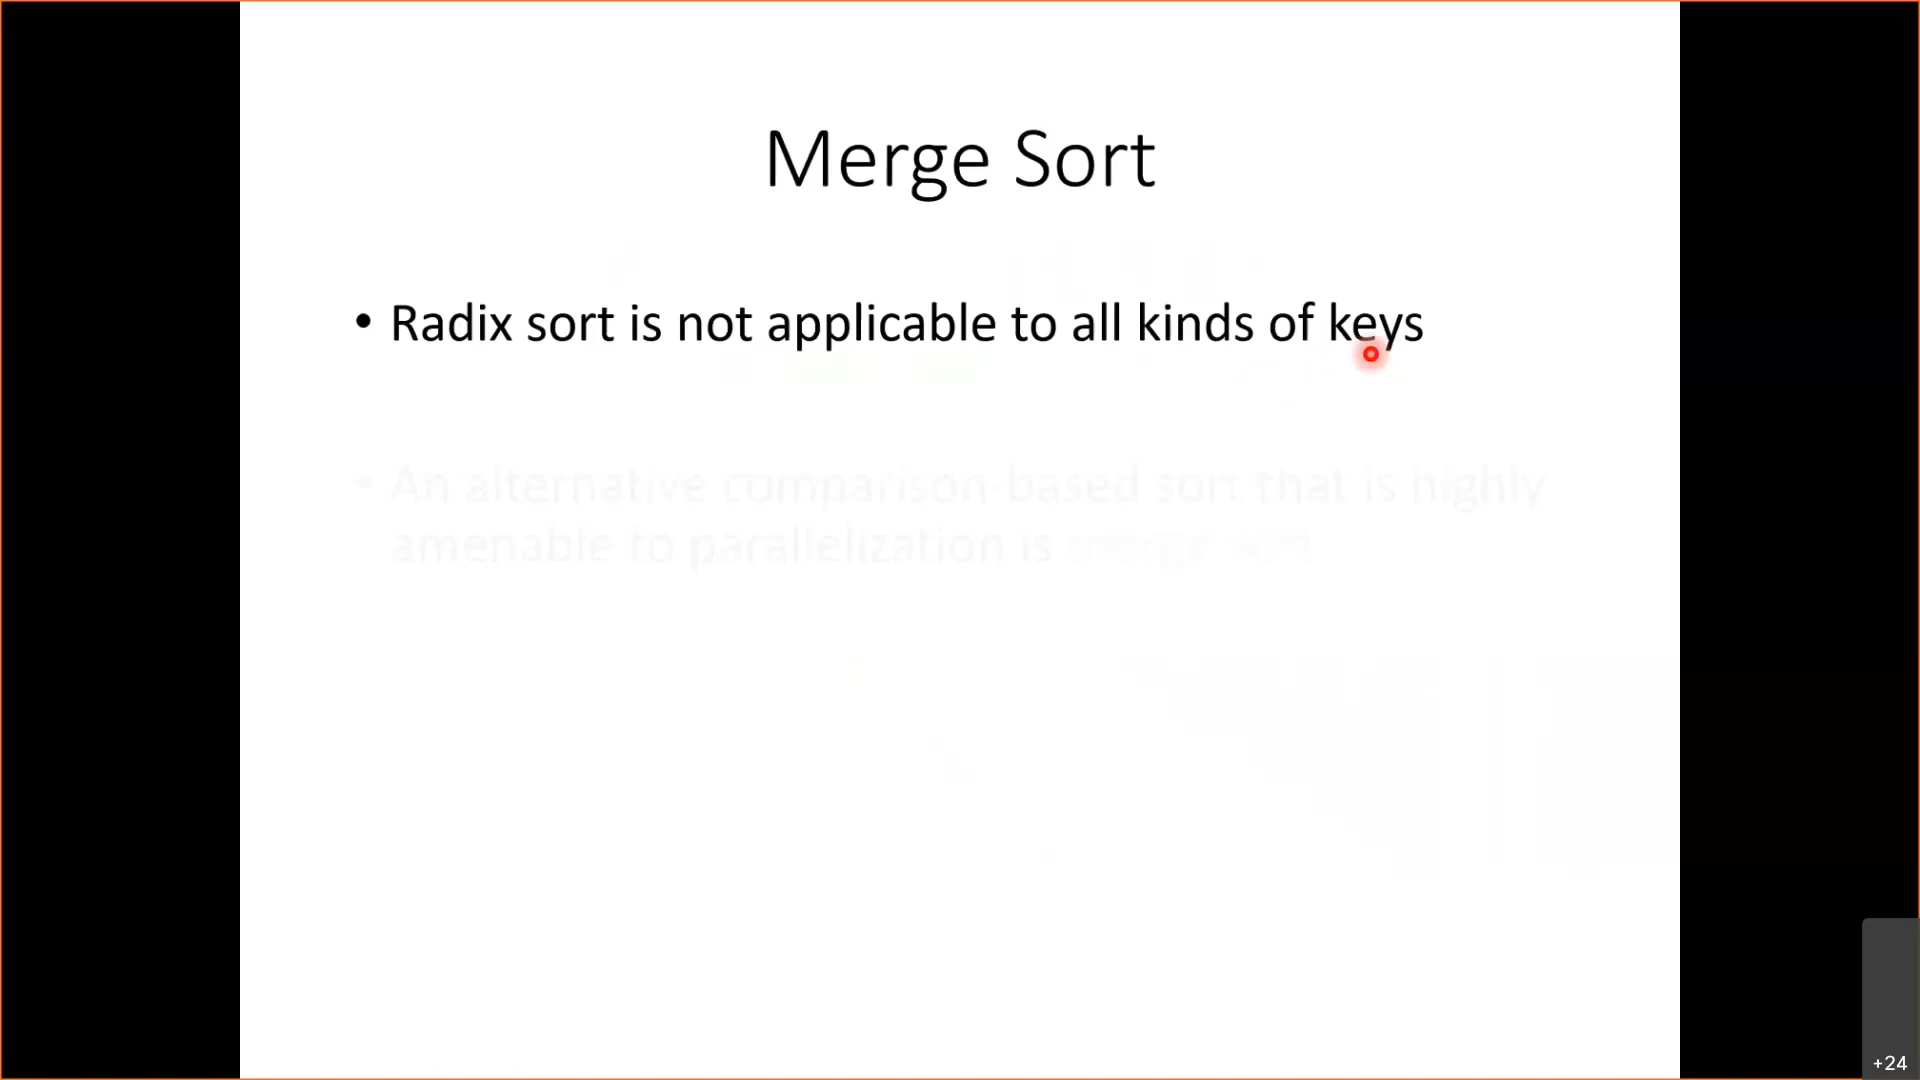 Merge Sort
• Radix sort is not applicable to all kinds of keys
• An alternative comparison-based sort that is highly
amenable to parallelization is merge sort
+24